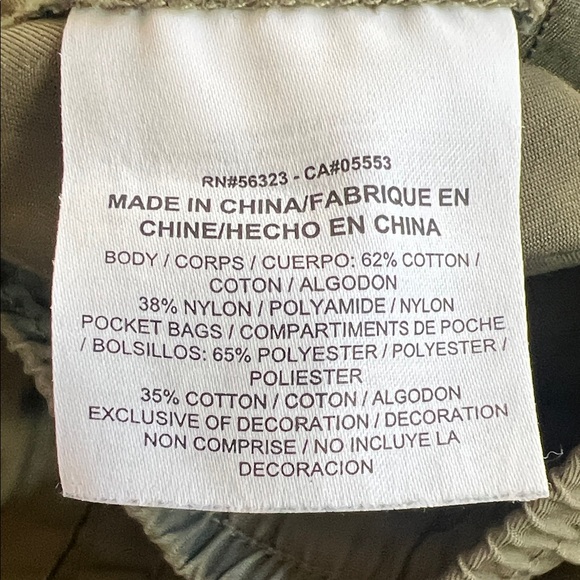 RN#56323 - CA#05553
MADE IN CHINA/FABRIQUE EN
CHINE/HECHO EN CHINA
BODY / CORPS / CUERPO: 62% COTTON /
COTON / ALGODON
38% NYLON / POLYAMIDE / NYLON
POCKET BAGS / COMPARTIMENTS DE POCHE
/ BOLSILLOS: 65% POLYESTER / POLYESTER /
POLIESTER
35% COTTON / COTON / ALGODON
EXCLUSIVE OF DECORATION / DECORATION
NON COMPRISE / NO INCLUYE LA
DECORACION